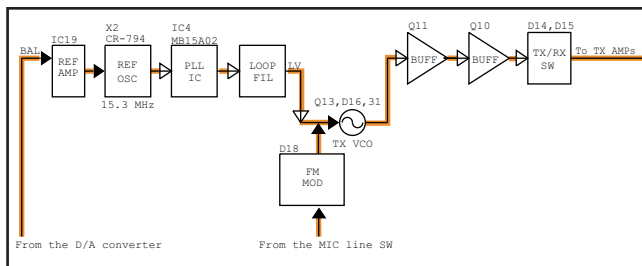 IC19
BAL
REF
AMP
X2
CR-794
REF
OSC
15.3 MHz
IC4
MB15A02
PLL
IC
LOOP
FIL
LV
Q13,D16,31
TX VCO
D18
FM
MOD
Q11
BUFF
Q10
BUFF
D14,D15
TX/RX
SW
To TX AMPs
From the D/A converter
From the MIC line SW